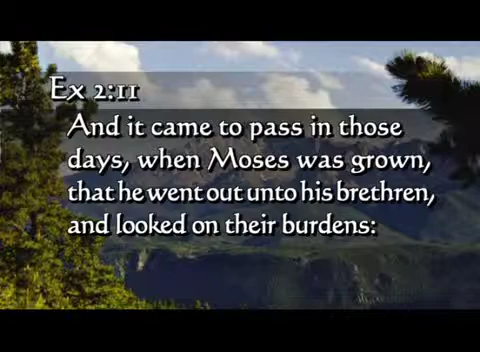 Ex 2:11
And it came to pass in those
days, when Moses was grown,
that he went out unto his brethren,
and looked on their burdens: